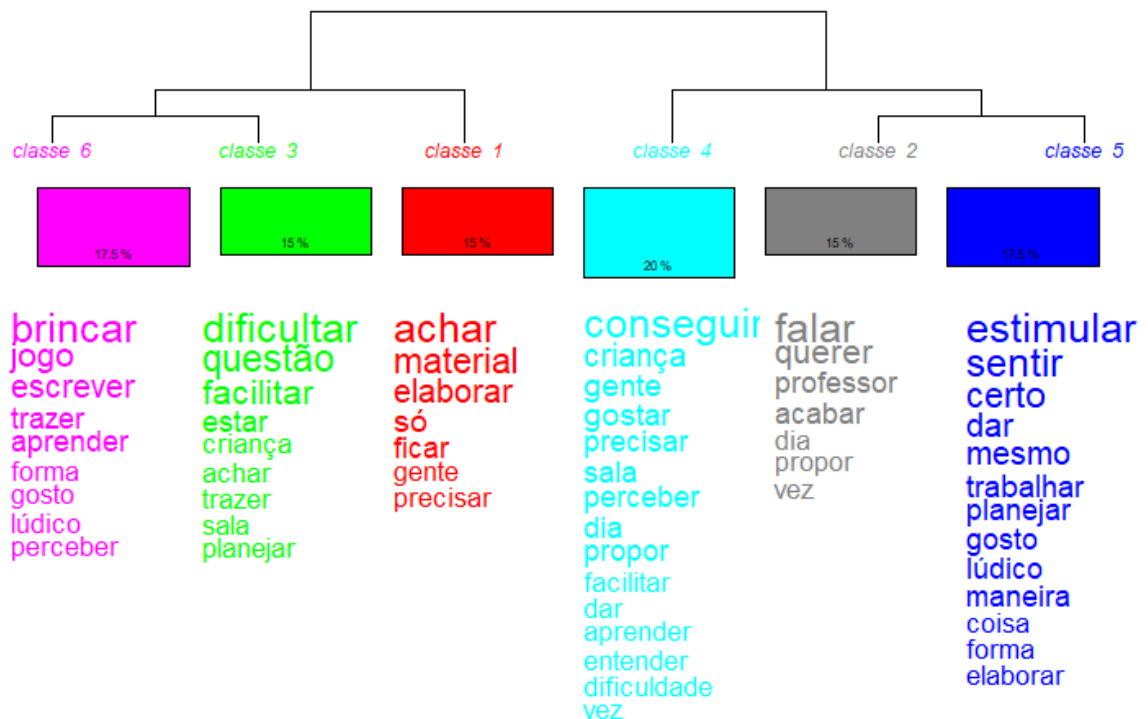 classe 6
classe 3
classe 1
classe 4
classe 2
classe 5
17.5 %
15 %
15 %
20 %
15 %
17.5 %
brincar
jogo
escrever
trazer
aprender
forma
gosto
lúdico
perceber
dificultar
questão
facilitar
estar
criança
achar
trazer
sala
planejar
achar
material
elaborar
só
ficar
gente
precisar
conseguir
criança
gente
gostar
precisar
sala
perceber
dia
propor
facilitar
dar
aprender
entender
dificuldade
vez
falar
querer
professor
acabar
dia
propor
vez
estimular
sentir
certo
dar
mesmo
trabalhar
planejar
gosto
lúdico
maneira
coisa
forma
elaborar